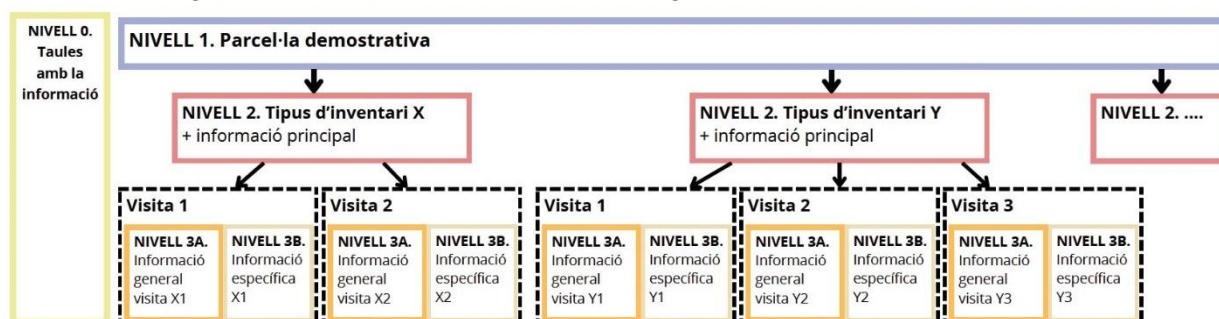 NIVELL 0.
Taules
amb la
informació
NIVELL 1. Parcel·la demostrativa
NIVELL 2. Tipus d'inventari X
+ informació principal
NIVELL 2. Tipus d'inventari Y
+ informació principal
NIVELL 2. ....
Visita 1
NIVELL 3A.
Informació
general
visita X1
NIVELL 3B.
Informació
específica
X1
Visita 2
NIVELL 3A.
Informació
general
visita X2
NIVELL 3B.
Informació
específica
X2
Visita 1
NIVELL 3A.
Informació
general
visita Y1
NIVELL 3B.
Informació
específica
Y1
Visita 2
NIVELL 3A.
Informació
general
visita Y2
NIVELL 3B.
Informació
específica
Y2
Visita 3
NIVELL 3A.
Informació
general
visita Y3
NIVELL 3B.
Informació
específica
Y3